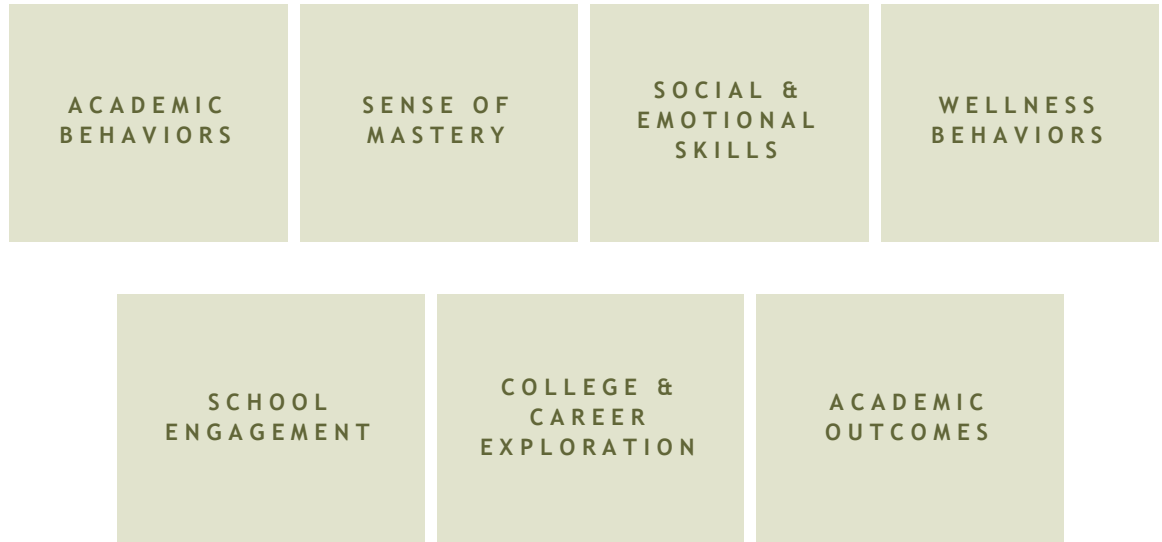 ACADEMIC
BEHAVIORS
SENSE OF
MASTERY
SOCIAL &
EMOTIONAL
SKILLS
WELLNESS
BEHAVIORS
SCHOOL
ENGAGEMENT
COLLEGE &
CAREER
EXPLORATION
ACADEMIC
OUTCOMES